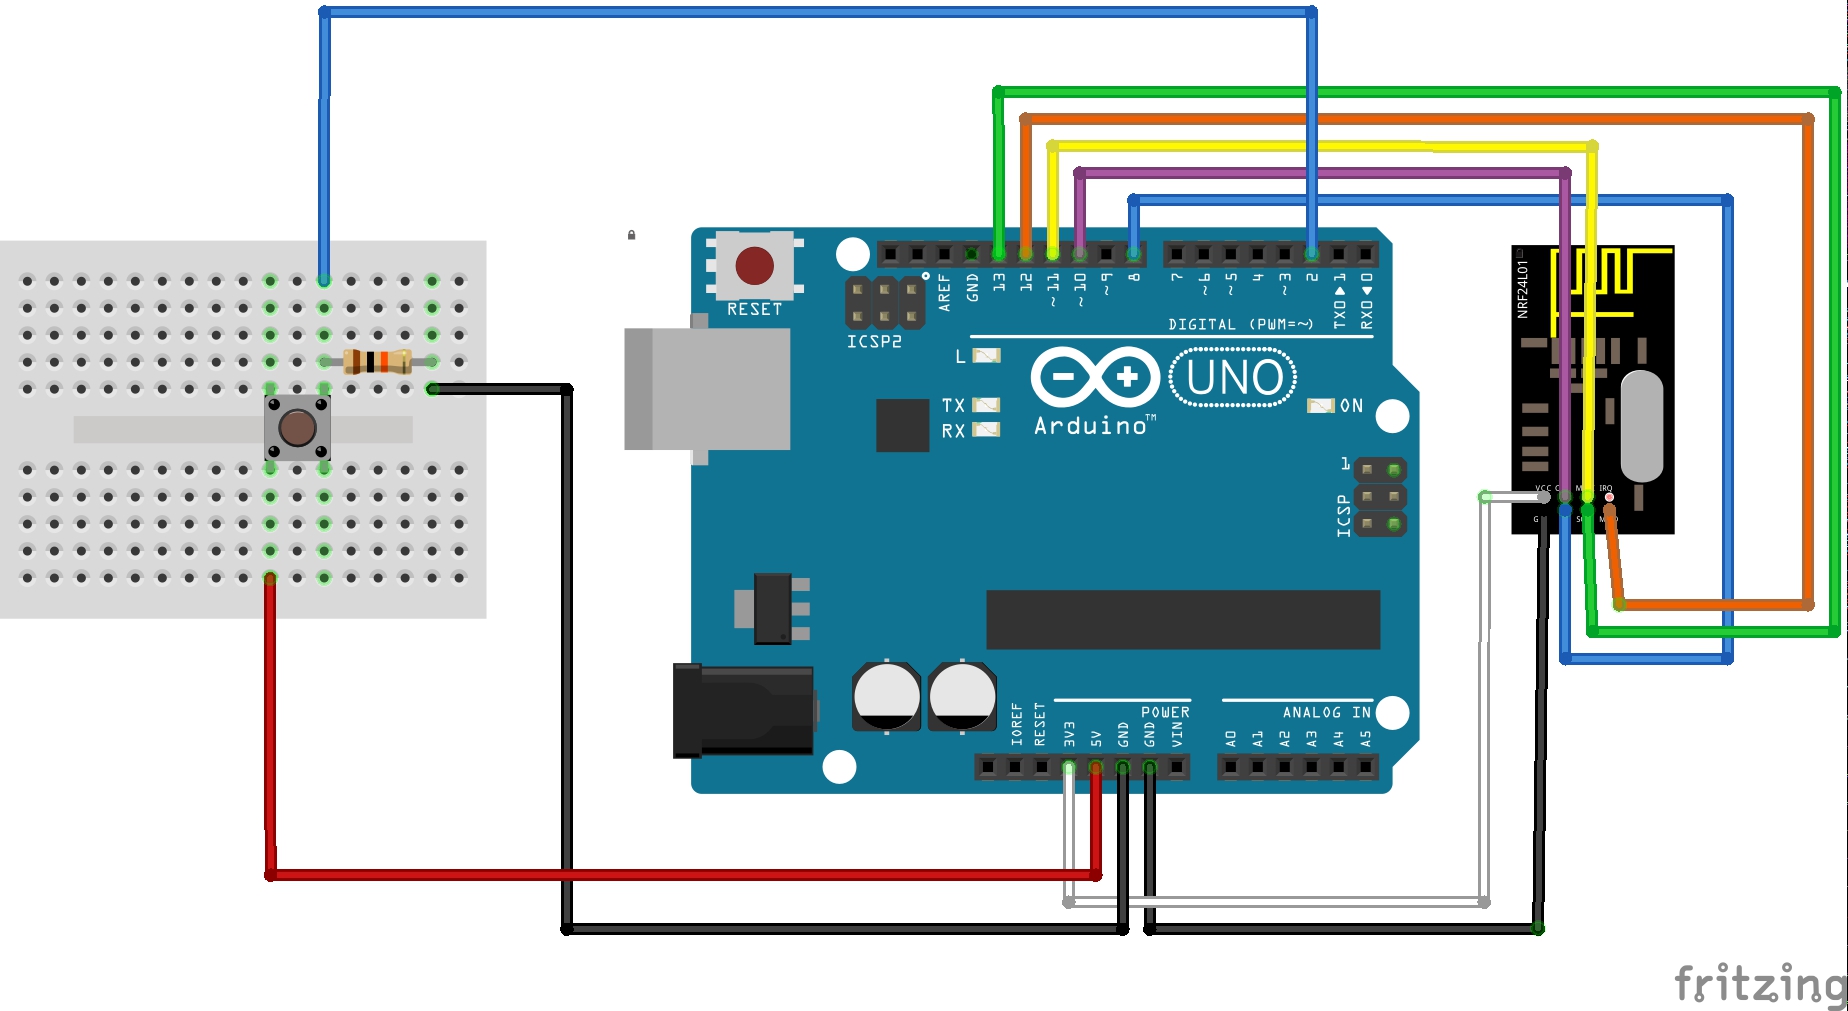 RESET
ICSP2
AREF
GND
13
12
~11
~10
~9
8
7
~6
~5
4
~3
2
TX0▶1
RX0◀0
DIGITAL (PWM=~)
L
TX
RX
UNO
Arduino™
ON
1
ICSP
NRF24L01
VCC
IRQ
IOREF
RESET
3V3
5V
GND
GND
VIN
POWER
ANALOG IN
A0
A1
A2
A3
A4
A5
fritzing